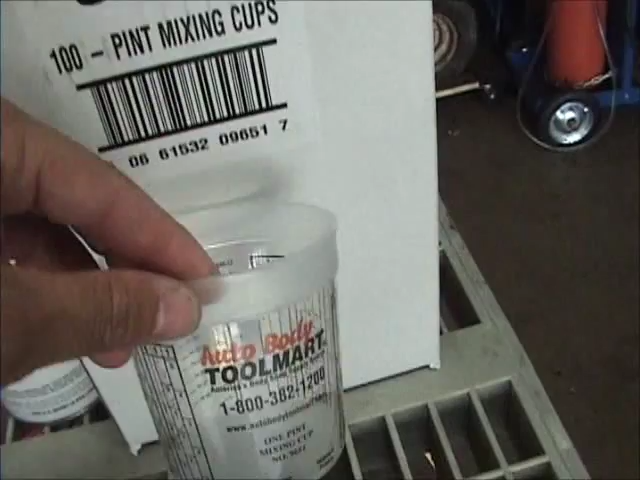 100 - PINT MIXING CUPS
06 61532 09651 7
Auto Body
TOOLMART
1-800-382-1200
ONE PINT
MIXING CUP